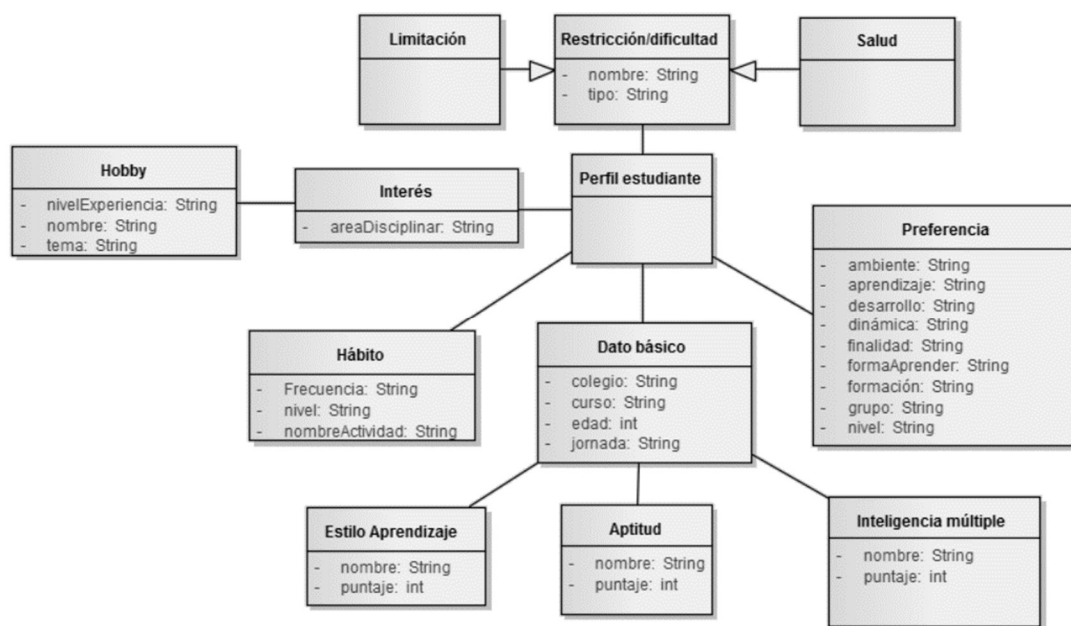 Limitación
Restricción/dificultad
- nombre: String
- tipo: String
Salud
Hobby
- nivelExperiencia: String
- nombre: String
- tema: String
Interés
- areaDisciplinar: String
Perfil estudiante
Preferencia
- ambiente: String
- aprendizaje: String
- desarrollo: String
- dinámica: String
- finalidad: String
- formaAprender: String
- formación: String
- grupo: String
- nivel: String
Hábito
- Frecuencia: String
- nivel: String
- nombreActividad: String
Dato básico
- colegio: String
- curso: String
- edad: int
- jornada: String
Estilo Aprendizaje
- nombre: String
- puntaje: int
Aptitud
- nombre: String
- puntaje: int
Inteligencia múltiple
- nombre: String
- puntaje: int